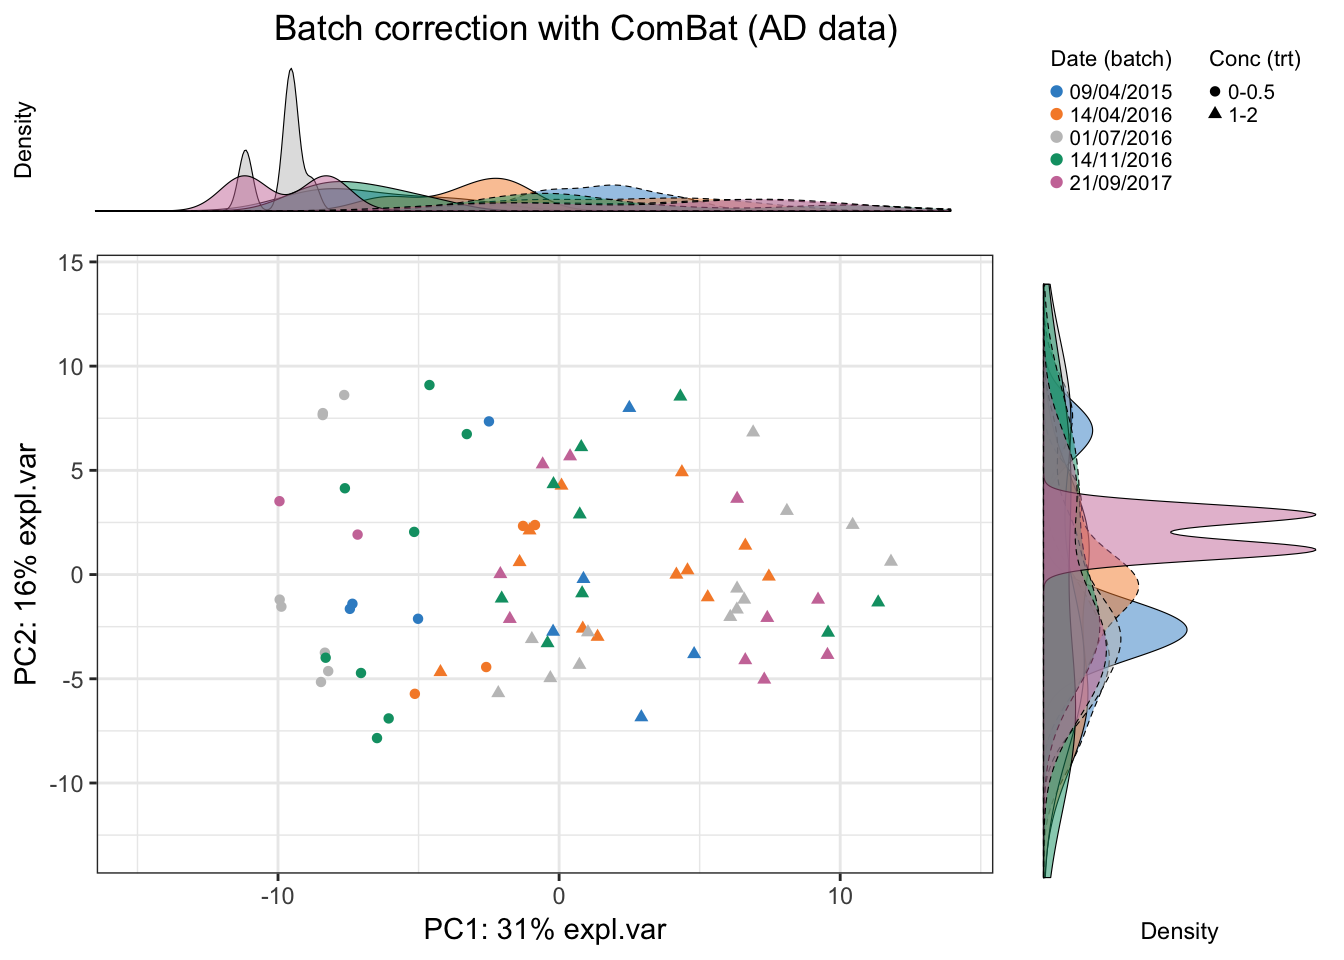 Batch correction with ComBat (AD data)
Density
Date (batch)
09/04/2015
14/04/2016
01/07/2016
14/11/2016
21/09/2017
Conc (trt)
0-0.5
1-2
PC2: 16% expl.var
15
10
5
0
-5
-10
-10
0
10
PC1: 31% expl.var
Density